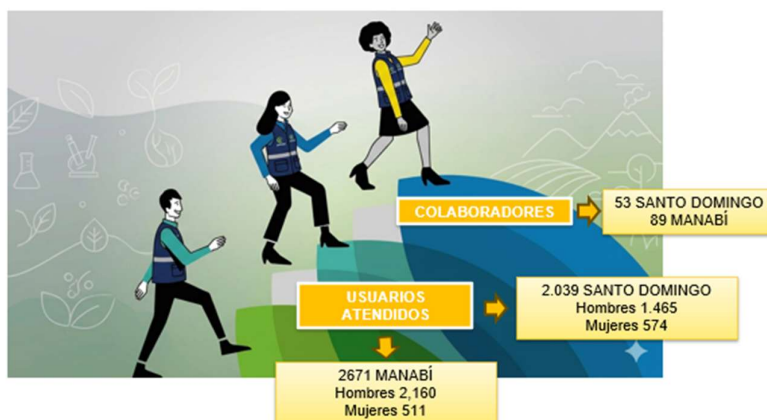 COLABORADORES
53 SANTO DOMINGO
89 MANABÍ
USUARIOS
ATENDIDOS
2.039 SANTO DOMINGO
Hombres 1.465
Mujeres 574
2671 MANABÍ
Hombres 2,160
Mujeres 511